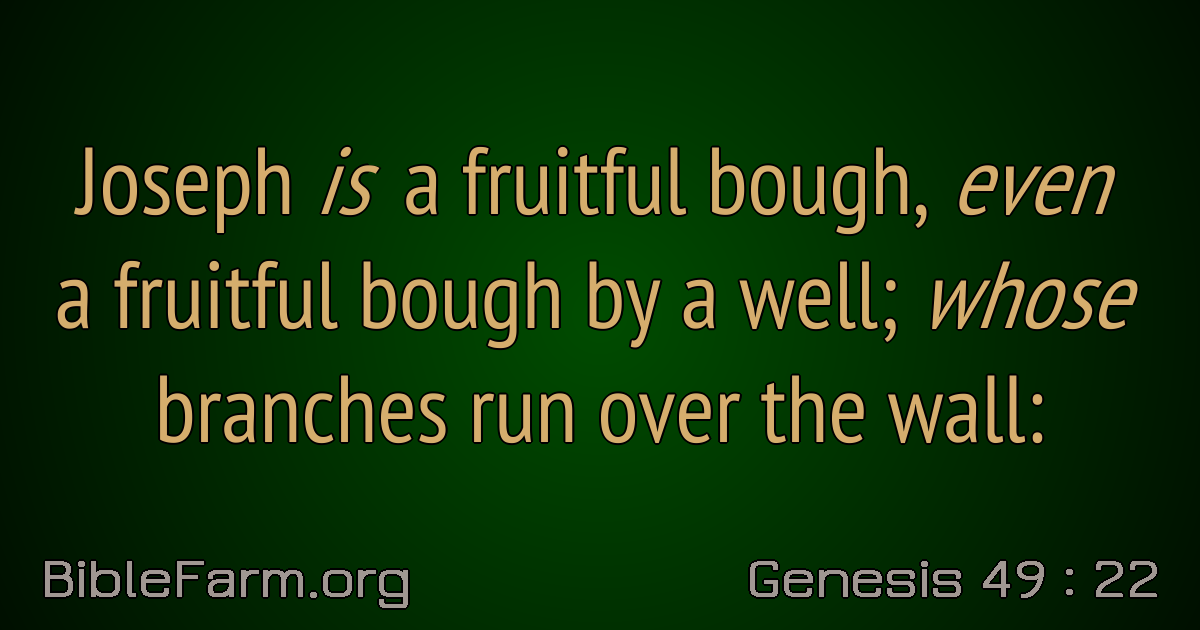 Joseph is a fruitful bough, even
a fruitful bough by a well; whose
branches run over the wall:
BibleFarm.org
Genesis 49 : 22